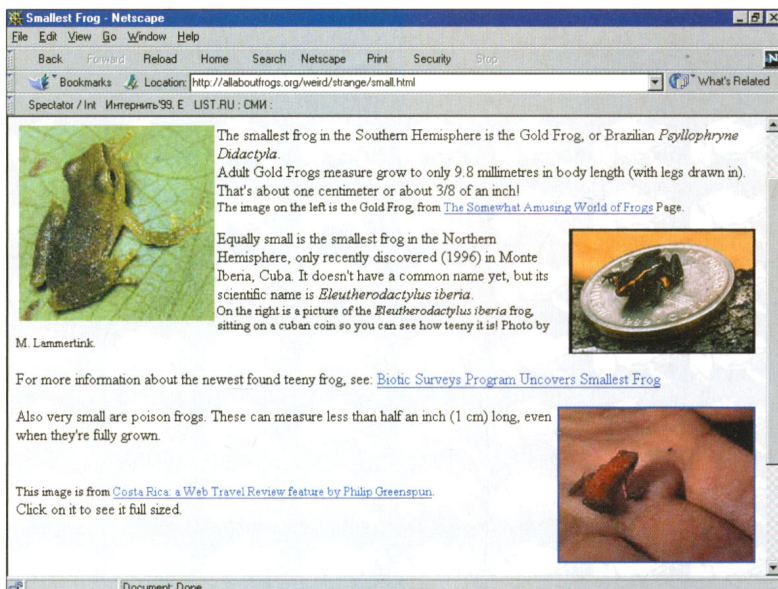 Smallest Frog - Netscape
File Edit View Go Window Help
Back Forward Reload Home Search Netscape Print Security Stop
Bookmarks Location: http://allaboutfrogs.org/weird/strange/small.html What's Related
Spectator / Int Интернить'99. E LIST.RU : СМИ :
The smallest frog in the Southern Hemisphere is the Gold Frog, or Brazilian Psyllophryne
Didactyla.
Adult Gold Frogs measure grow to only 9.8 millimetres in body length (with legs drawn in).
That's about one centimeter or about 3/8 of an inch!
The image on the left is the Gold Frog, from The Somewhat Amusing World of Frogs Page.
Equally small is the smallest frog in the Northern
Hemisphere, only recently discovered (1996) in Monte
Iberia, Cuba. It doesn't have a common name yet, but its
scientific name is Eleutherodactylus iberia.
On the right is a picture of the Eleutherodactylus iberia frog,
sitting on a cuban coin so you can see how teeny it is! Photo by
M. Lammertink.
For more information about the newest found teeny frog, see: Biotic Surveys Program Uncovers Smallest Frog
Also very small are poison frogs. These can measure less than half an inch (1 cm) long, even
when they're fully grown.
This image is from Costa Rica: a Web Travel Review feature by Philip Greenspun.
Click on it to see it full sized.
Document: Done